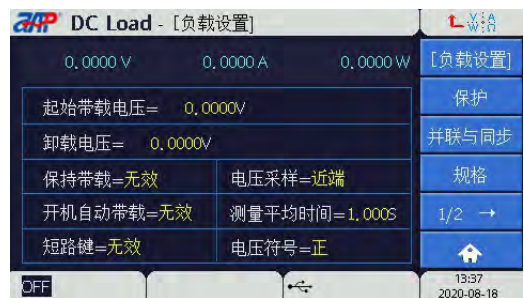 ZAP DC Load - [负载设置]
0.0000 V 0.0000 A 0.0000 W
起始带载电压= 0.0000V
卸载电压= 0.0000V
保持带载=无效 电压采样=近端
开机自动带载=无效 测量平均时间=1.000S
短路键=无效 电压符号=正
[负载设置]
保护
并联与同步
规格
1/2 →
OFF
13:37
2020-08-18